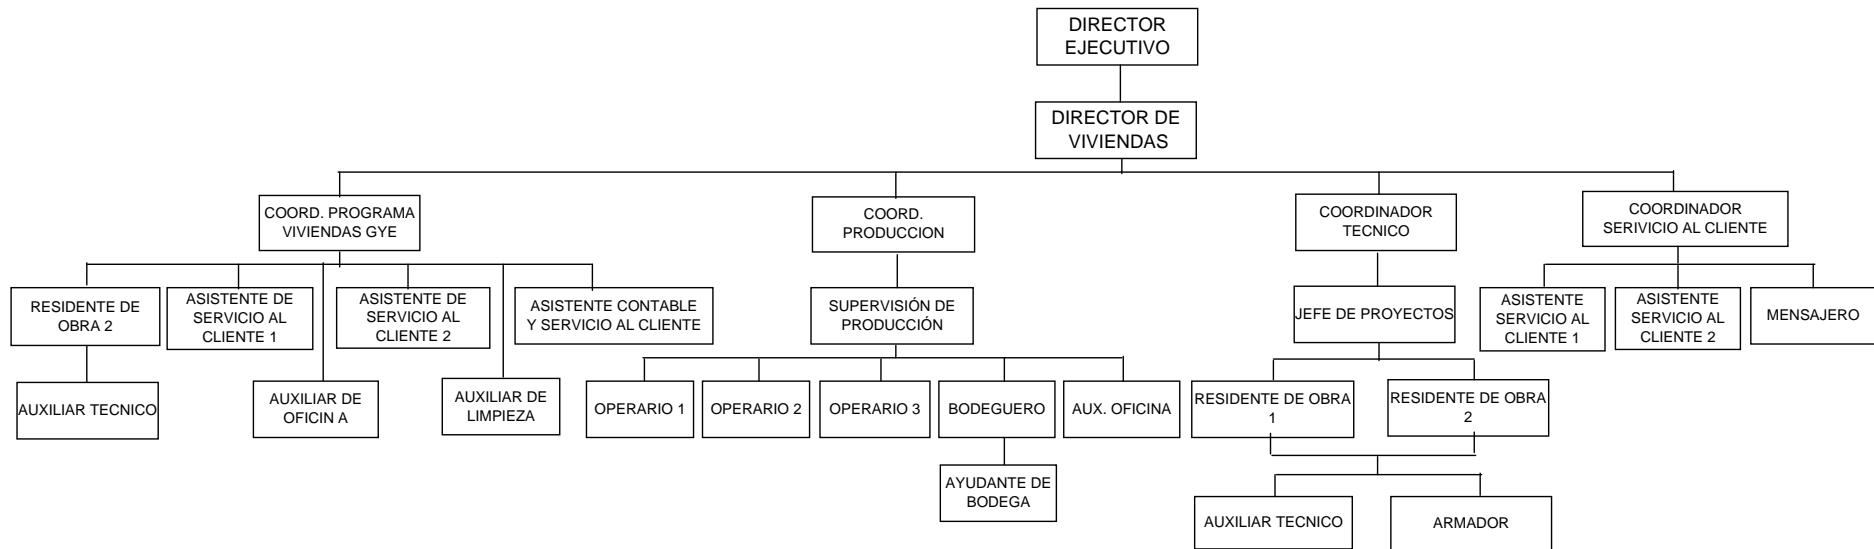 DIRECTOR
EJECUTIVO
DIRECTOR DE
VIVIENDAS
COORD. PROGRAMA
VIVIENDAS GYE
COORD.
PRODUCCION
COORDINADOR
TECNICO
COORDINADOR
SERIVICIO AL CLIENTE
RESIDENTE DE
OBRA 2
ASISTENTE DE
SERVICIO AL
CLIENTE 1
ASISTENTE DE
SERVICIO AL
CLIENTE 2
ASISTENTE CONTABLE
Y SERVICIO AL CLIENTE
SUPERVISIÓN DE
PRODUCCIÓN
JEFE DE PROYECTOS
ASISTENTE
SERVICIO AL
CLIENTE 1
ASISTENTE
SERVICIO AL
CLIENTE 2
MENSAJERO
AUXILIAR TECNICO
AUXILIAR DE
OFICIN A
AUXILIAR DE
LIMPIEZA
OPERARIO 1
OPERARIO 2
OPERARIO 3
BODEGUERO
AUX. OFICINA
RESIDENTE DE OBRA
1
RESIDENTE DE OBRA
2
AYUDANTE DE
BODEGA
AUXILIAR TECNICO
ARMADOR